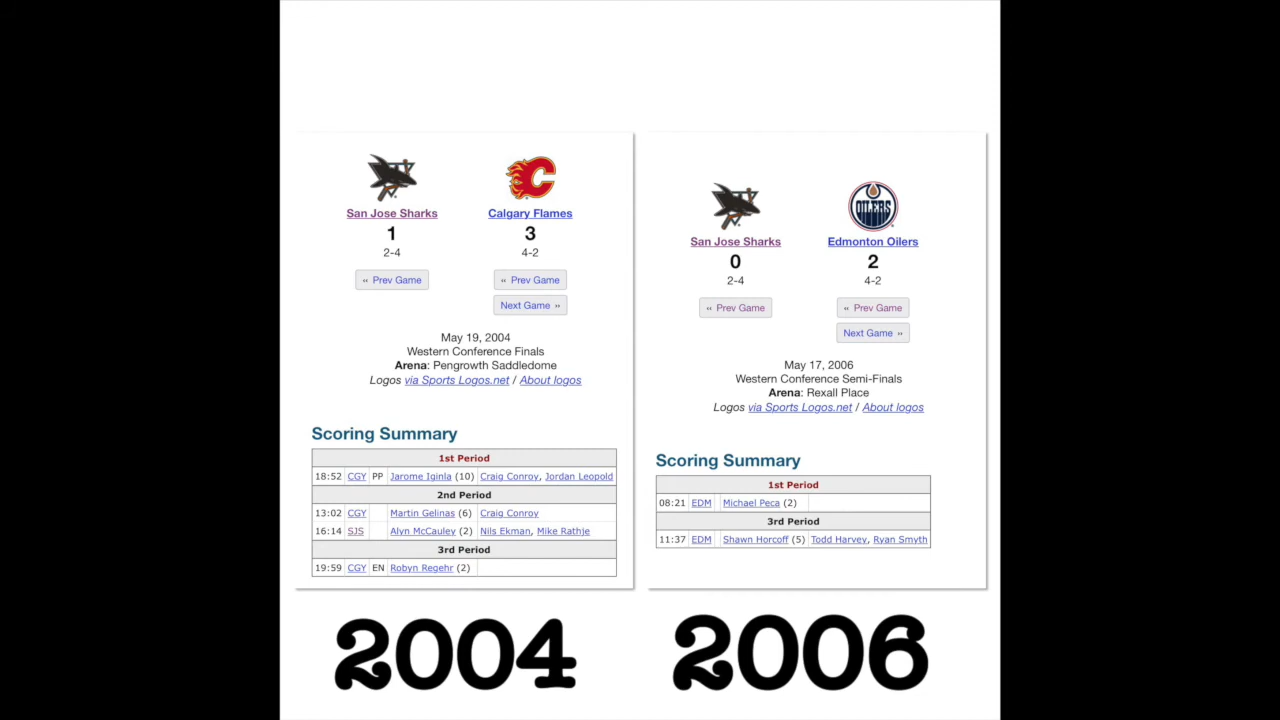 San Jose Sharks
1
2-4
‹‹ Prev Game
Calgary Flames
3
4-2
‹‹ Prev Game
Next Game ››
May 19, 2004
Western Conference Finals
Arena: Pengrowth Saddledome
Logos via Sports Logos.net / About logos
Scoring Summary
1st Period
18:52 CGY PP Jarome Iginla (10) Craig Conroy, Jordan Leopold
2nd Period
13:02 CGY Martin Gelinas (6) Craig Conroy
16:14 SJS Alyn McCauley (2) Nils Ekman, Mike Rathje
3rd Period
19:59 CGY EN Robyn Regehr (2)
2004
San Jose Sharks
0
2-4
‹‹ Prev Game
OILERS
Edmonton Oilers
2
4-2
‹‹ Prev Game
Next Game ››
May 17, 2006
Western Conference Semi-Finals
Arena: Rexall Place
Logos via Sports Logos.net / About logos
Scoring Summary
1st Period
08:21 EDM Michael Peca (2)
3rd Period
11:37 EDM Shawn Horcoff (5) Todd Harvey, Ryan Smyth
2006